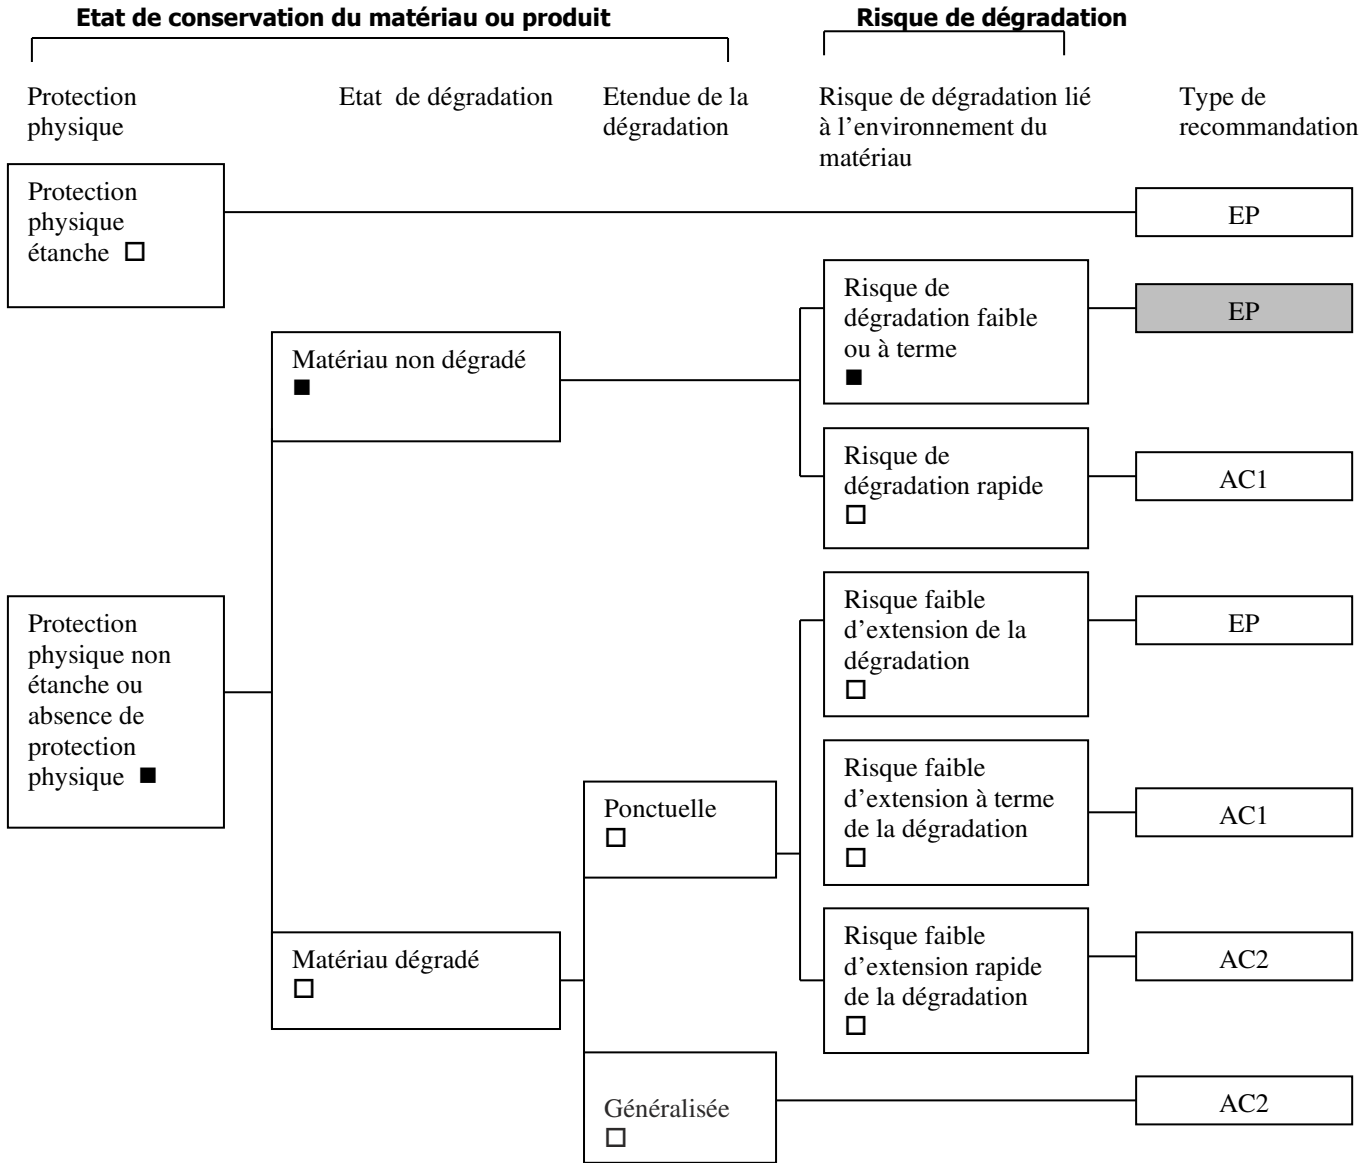 Etat de conservation du matériau ou produit
Risque de dégradation
Protection
physique
Etat de dégradation
Etendue de la
dégradation
Risque de dégradation lié
à l'environnement du
matériau
Type de
recommandation
Protection
physique
étanche □
EP
Risque de
dégradation faible
ou à terme
■
EP
Matériau non dégradé
■
Risque de
dégradation rapide
□
AC1
Protection
physique non
étanche ou
absence de
protection
physique ■
Risque faible
d'extension de la
dégradation
□
EP
Ponctuelle
□
Risque faible
d'extension à terme
de la dégradation
□
AC1
Matériau dégradé
□
Risque faible
d'extension rapide
de la dégradation
□
AC2
Généralisée
□
AC2